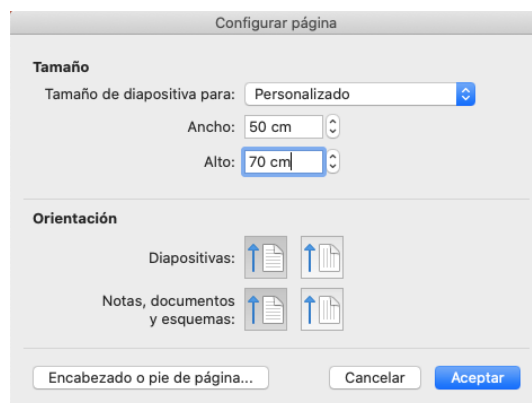 Configurar página
Tamaño
Tamaño de diapositiva para: Personalizado
Ancho: 50 cm
Alto: 70 cm
Orientación
Diapositivas:
Notas, documentos
y esquemas:
Encabezado o pie de página... Cancelar Aceptar